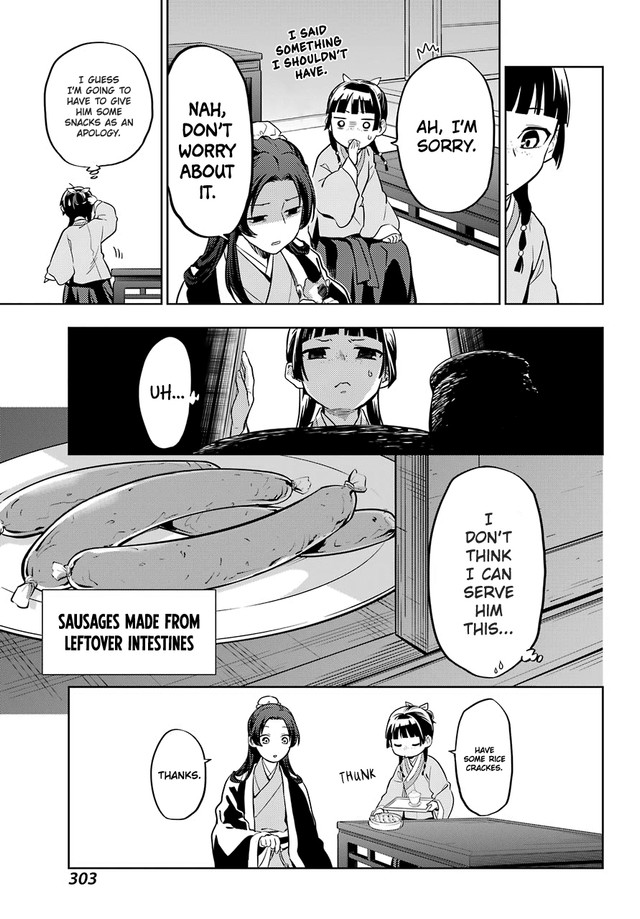 AH, I'M
SORRY.
I SAID
SOMETHING
I SHOULDN'T
HAVE.
NAH,
DON'T
WORRY
ABOUT
IT.
I GUESS
I'M GOING
TO HAVE
TO GIVE
HIM SOME
SNACKS AS AN
APOLOGY.
UH...
I
DON'T
THINK
I CAN
SERVE
HIM
THIS...
SAUSAGES MADE FROM
LEFTOVER INTESTINES
HAVE
SOME RICE
CRACKES.
THUNK
THANKS.
303